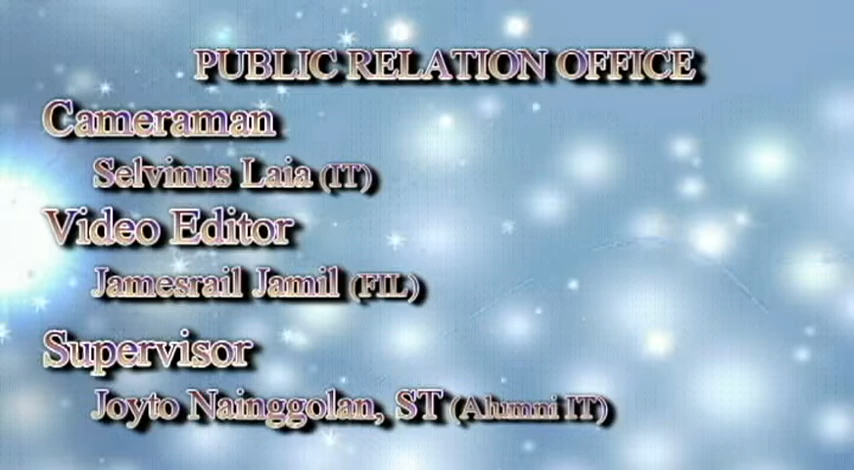 PUBLIC RELATION OFFICE
Cameraman
Selvinus Laia (IT)
Video Editor
Jamesrail Jamil (FIL)
Supervisor
Joyto Nainggolan, ST (Alumni IT)